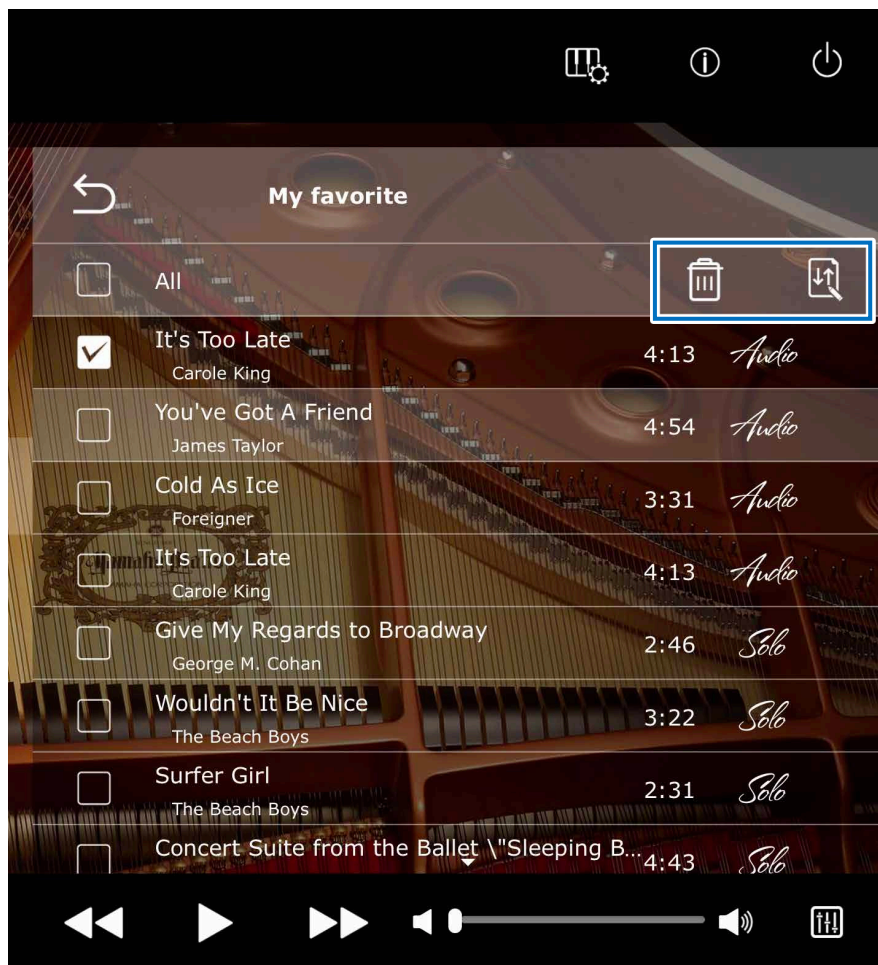 My favorite
All
It's Too Late
Carole King
4:13 Audio
You've Got A Friend
James Taylor
4:54 Audio
Cold As Ice
Foreigner
3:31 Audio
It's Too Late
Carole King
4:13 Audio
Give My Regards to Broadway
George M. Cohan
2:46 Solo
Wouldn't It Be Nice
The Beach Boys
3:22 Solo
Surfer Girl
The Beach Boys
2:31 Solo
Concert Suite from the Ballet \"Sleeping B...
4:43 Solo